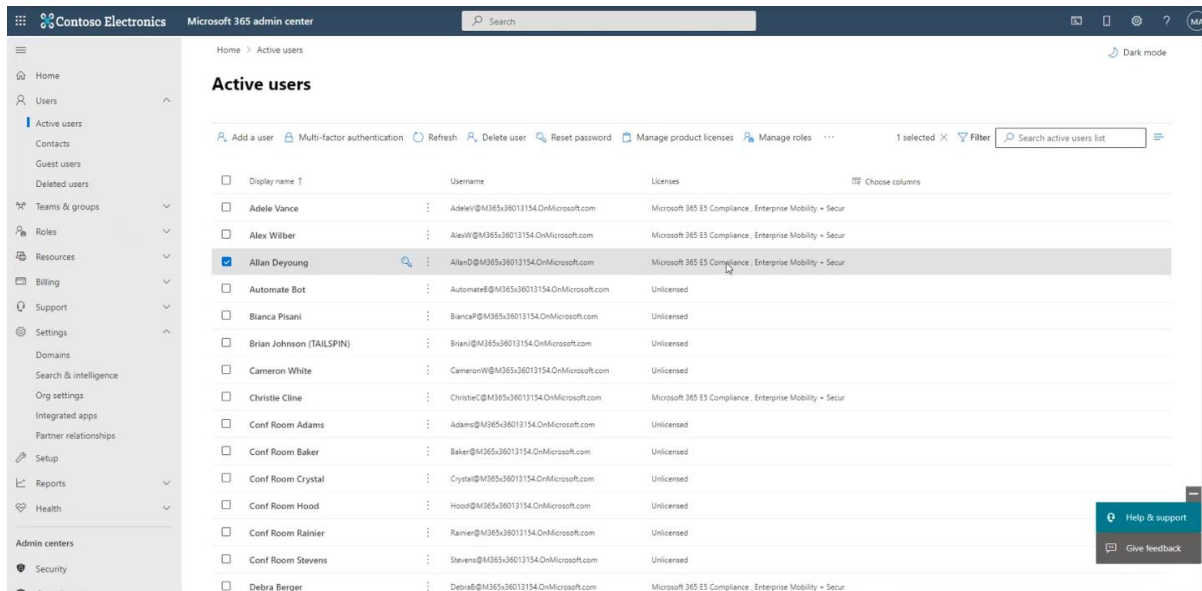 Contoso Electronics Microsoft 365 admin center Search
Home > Active users Dark mode
Active users
Add a user Multi-factor authentication Refresh Delete user Reset password Manage product licenses Manage roles ... 1 selected Filter Search active users list
Display name ↑ Username Licenses Choose columns
Adele Vance AdeleV@M365x36013154.OnMicrosoft.com Microsoft 365 E5 Compliance , Enterprise Mobility + Secur
Alex Wilber AlexW@M365x36013154.OnMicrosoft.com Microsoft 365 E5 Compliance , Enterprise Mobility + Secur
Allan Deyoung AllanD@M365x36013154.OnMicrosoft.com Microsoft 365 E5 Compliance , Enterprise Mobility + Secur
Automate Bot AutomateB@M365x36013154.OnMicrosoft.com Unlicensed
Bianca Pisani BiancaP@M365x36013154.OnMicrosoft.com Unlicensed
Brian Johnson (TAILSPIN) BrianJ@M365x36013154.OnMicrosoft.com Unlicensed
Cameron White CameronW@M365x36013154.OnMicrosoft.com Unlicensed
Christie Cline ChristieC@M365x36013154.OnMicrosoft.com Microsoft 365 E5 Compliance , Enterprise Mobility + Secur
Conf Room Adams Adams@M365x36013154.OnMicrosoft.com Unlicensed
Conf Room Baker Baker@M365x36013154.OnMicrosoft.com Unlicensed
Conf Room Crystal Crystal@M365x36013154.OnMicrosoft.com Unlicensed
Conf Room Hood Hood@M365x36013154.OnMicrosoft.com Unlicensed
Conf Room Rainier Rainier@M365x36013154.OnMicrosoft.com Unlicensed
Conf Room Stevens Stevens@M365x36013154.OnMicrosoft.com Unlicensed
Debra Berger DebraB@M365x36013154.OnMicrosoft.com Microsoft 365 E5 Compliance , Enterprise Mobility + Secur
Home
Users
Active users
Contacts
Guest users
Deleted users
Teams & groups
Roles
Resources
Billing
Support
Settings
Domains
Search & intelligence
Org settings
Integrated apps
Partner relationships
Setup
Reports
Health
Admin centers
Security
Help & support
Give feedback